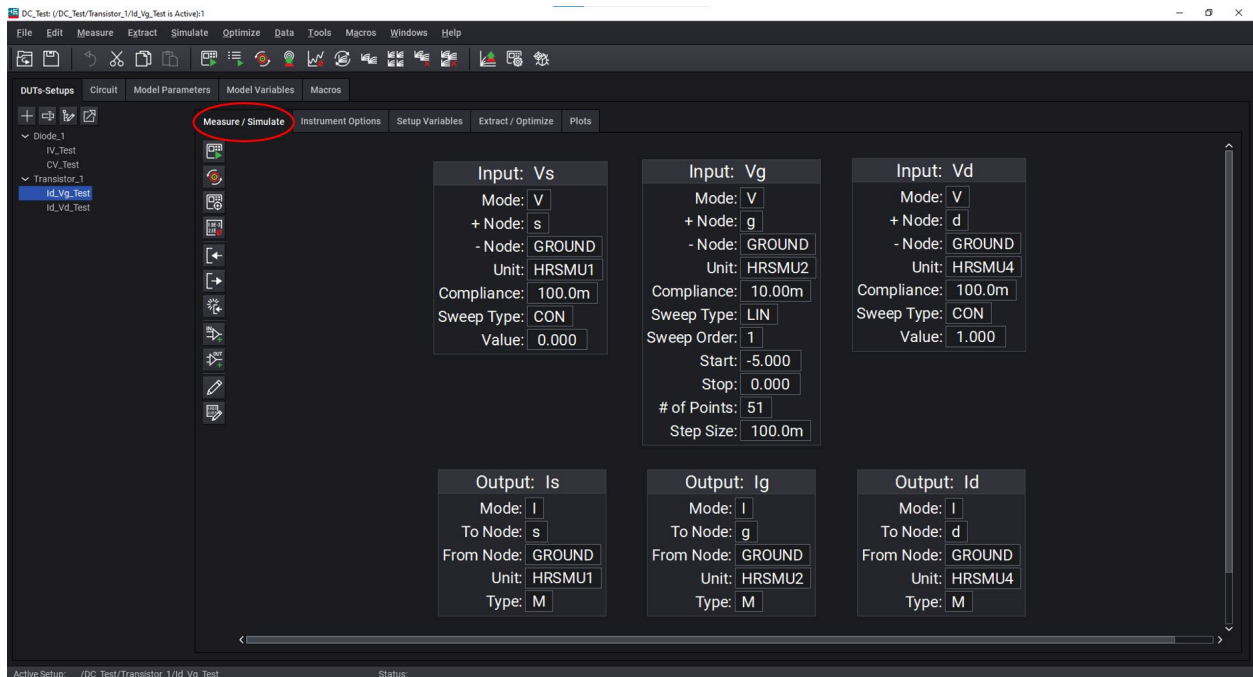 DC_Test: (/DC_Test/Transistor_1/Id_Vg_Test is Active):1
File Edit Measure Extract Simulate Optimize Data Tools Macros Windows Help
DUTs-Setups Circuit Model Parameters Model Variables Macros
Measure / Simulate Instrument Options Setup Variables Extract / Optimize Plots
Diode_1
IV_Test
CV_Test
Transistor_1
Id_Vg_Test
Id_Vd_Test
Input: Vs
Mode: V
+ Node: s
- Node: GROUND
Unit: HRSMU1
Compliance: 100.0m
Sweep Type: CON
Value: 0.000
Input: Vg
Mode: V
+ Node: g
- Node: GROUND
Unit: HRSMU2
Compliance: 10.00m
Sweep Type: LIN
Sweep Order: 1
Start: -5.000
Stop: 0.000
# of Points: 51
Step Size: 100.0m
Input: Vd
Mode: V
+ Node: d
- Node: GROUND
Unit: HRSMU4
Compliance: 100.0m
Sweep Type: CON
Value: 1.000
Output: Is
Mode: I
To Node: s
From Node: GROUND
Unit: HRSMU1
Type: M
Output: Ig
Mode: I
To Node: g
From Node: GROUND
Unit: HRSMU2
Type: M
Output: Id
Mode: I
To Node: d
From Node: GROUND
Unit: HRSMU4
Type: M
Active Setup: /DC_Test/Transistor_1/Id_Vg_Test Status: